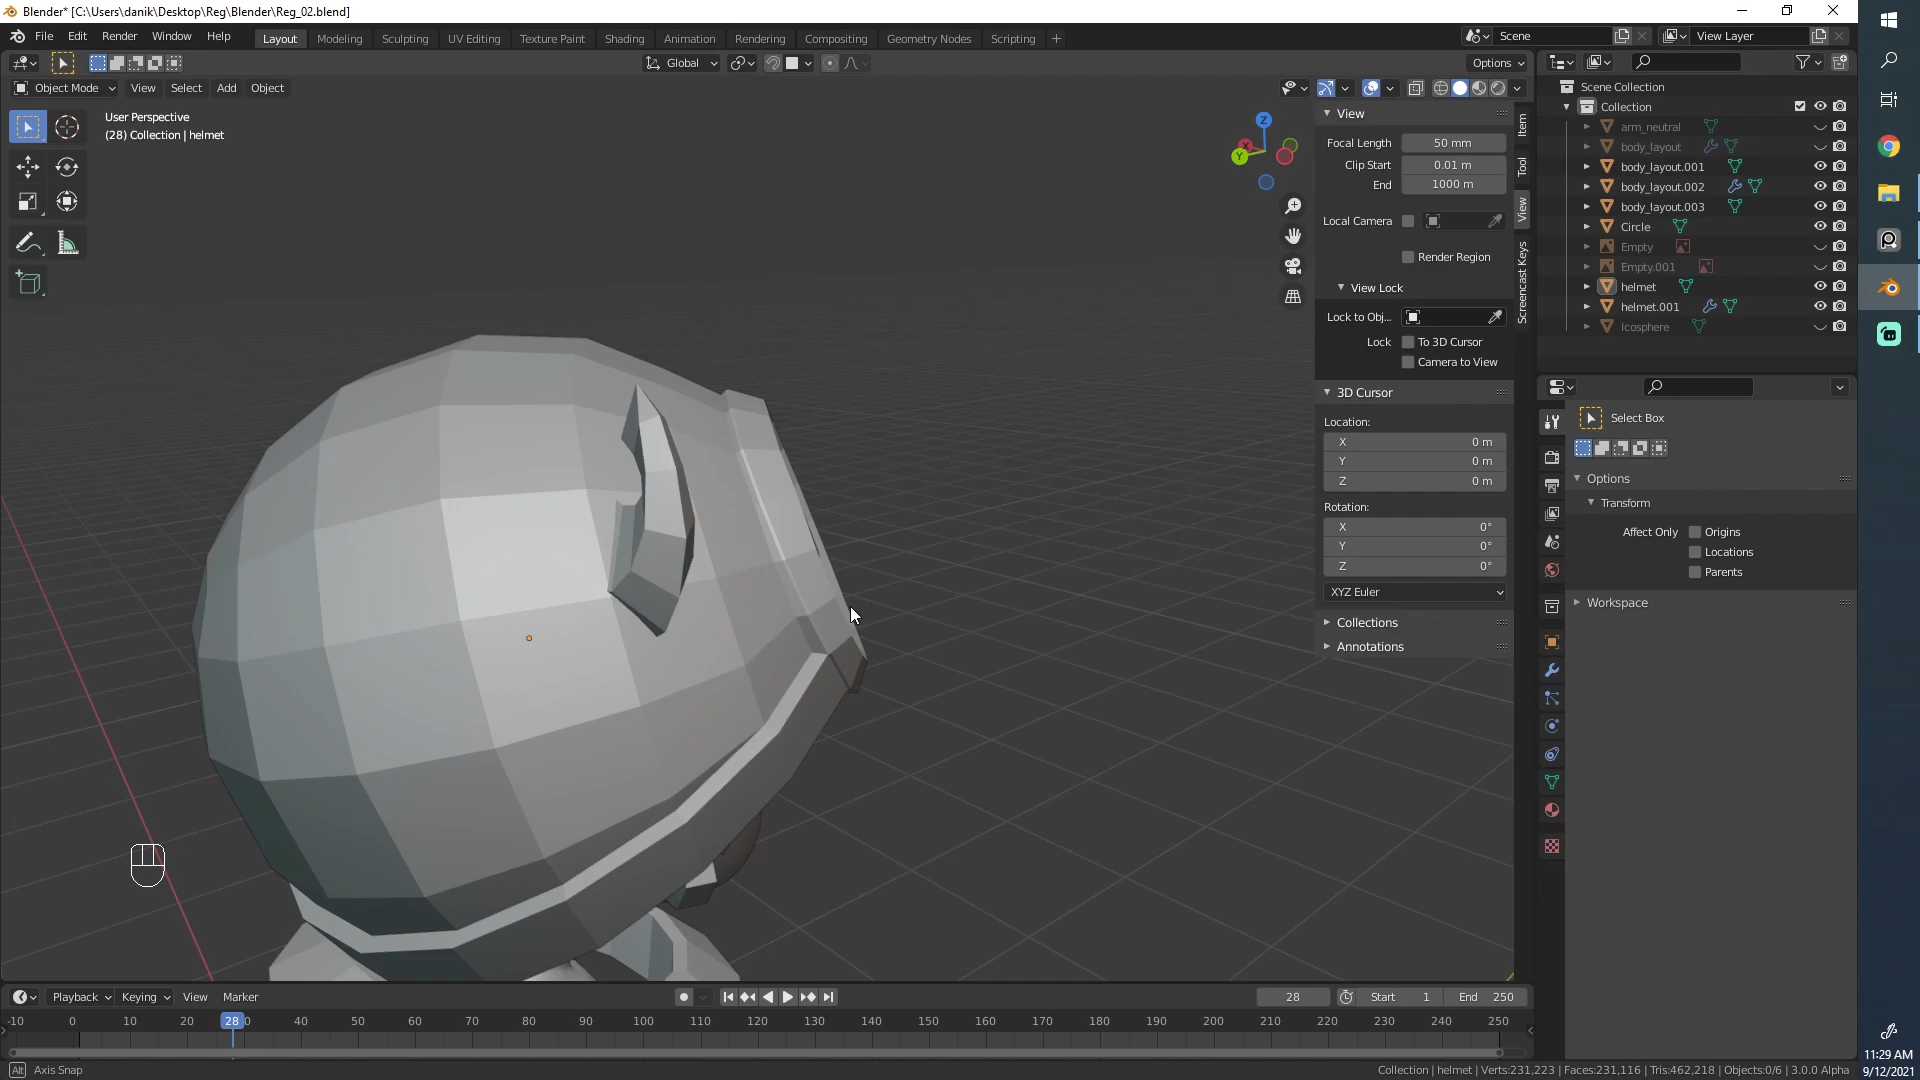 Blender* [C:\Users\danik\Desktop\Reg\Blender\Reg_02.blend]
File Edit Render Window Help
Layout Modeling Sculpting UV Editing Texture Paint Shading Animation Rendering Compositing Geometry Nodes Scripting +
Scene
View Layer
Global
Options
Object Mode View Select Add Object
User Perspective
(28) Collection | helmet
Z
Y
View
Focal Length 50 mm
Clip Start 0.01 m
End 1000 m
Local Camera
Render Region
View Lock
Lock to Obj...
Lock To 3D Cursor
Camera to View
3D Cursor
Location:
X 0 m
Y 0 m
Z 0 m
Rotation:
X 0°
Y 0°
Z 0°
XYZ Euler
Collections
Annotations
Item
Tool
View
Screencast Keys
Scene Collection
Collection
arm_neutral
body_layout
body_layout.001
body_layout.002
body_layout.003
Circle
Empty
Empty.001
helmet
helmet.001
Icosphere
Select Box
Options
Transform
Affect Only Origins
Locations
Parents
Workspace
Playback Keying View Marker
28 Start 1 End 250
-10 0 10 20 28 0 40 50 60 70 80 90 100 110 120 130 140 150 160 170 180 190 200 210 220 230 240 250
Alt Axis Snap
Collection | helmet | Verts:231,223 | Faces:231,116 | Tris:462,218 | Objects:0/6 | 3.0.0 Alpha
11:29 AM
9/12/2021